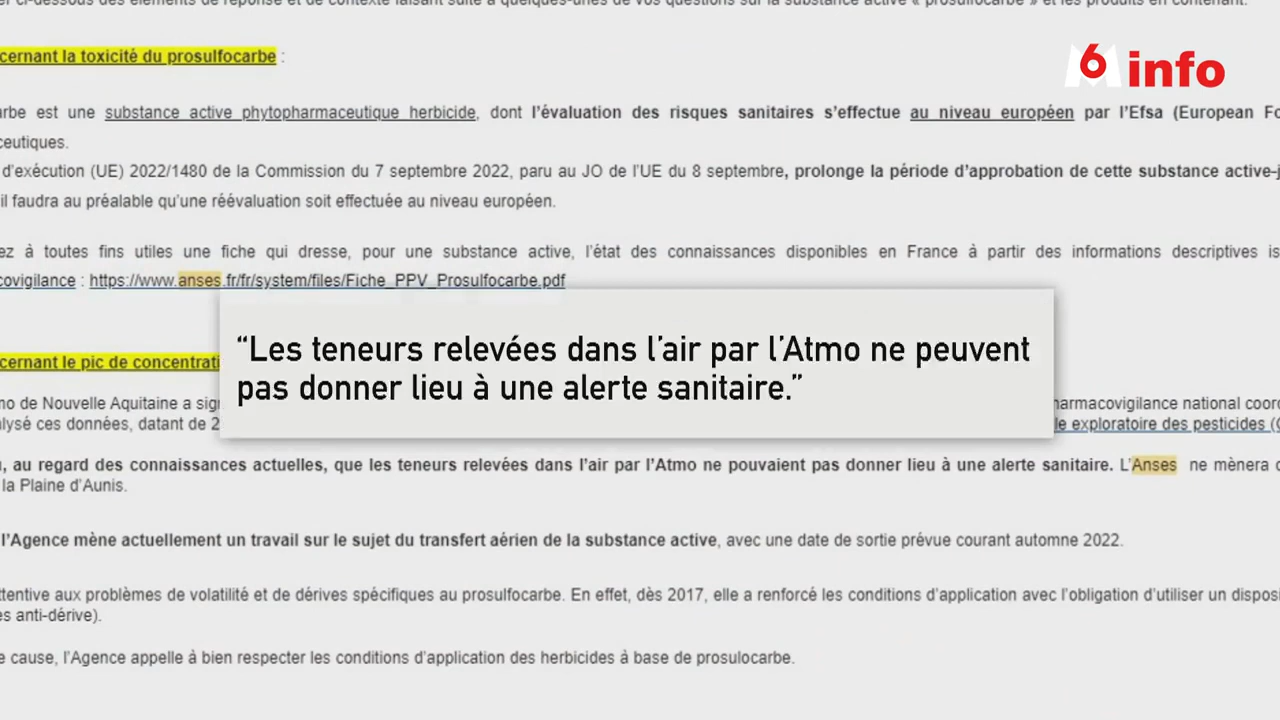 er ci-dessous des éléments de réponse et de contexte faisant suite à quelques-unes de vos questions sur la substance active « prosulfocarbe » et les produits en contenant.
cernant la toxicité du prosulfocarbe :
M6 info
arbe est une substance active phytopharmaceutique herbicide, dont l'évaluation des risques sanitaires s'effectue au niveau européen par l'Efsa (European Fo
ceutiques.
d'exécution (UE) 2022/1480 de la Commission du 7 septembre 2022, paru au JO de l'UE du 8 septembre, prolonge la période d'approbation de cette substance active-j
il faudra au préalable qu'une réévaluation soit effectuée au niveau européen.
ez à toutes fins utiles une fiche qui dresse, pour une substance active, l'état des connaissances disponibles en France à partir des informations descriptives is
covigilance : https://www.anses.fr/fr/system/files/Fiche_PPV_Prosulfocarbe.pdf
“Les teneurs relevées dans l'air par l'Atmo ne peuvent
pas donner lieu à une alerte sanitaire.”
cernant le pic de concentrati
mo de Nouvelle Aquitaine a sig harmacovigilance national coord
alysé ces données, datant de 2 le exploratoire des pesticides (C
, au regard des connaissances actuelles, que les teneurs relevées dans l'air par l'Atmo ne pouvaient pas donner lieu à une alerte sanitaire. L'Anses ne mènera d
la Plaine d'Aunis.
l'Agence mène actuellement un travail sur le sujet du transfert aérien de la substance active, avec une date de sortie prévue courant automne 2022.
ttentive aux problèmes de volatilité et de dérives spécifiques au prosulfocarbe. En effet, dès 2017, elle a renforcé les conditions d'application avec l'obligation d'utiliser un disposi
es anti-dérive).
e cause, l'Agence appelle à bien respecter les conditions d'application des herbicides à base de prosulocarbe.